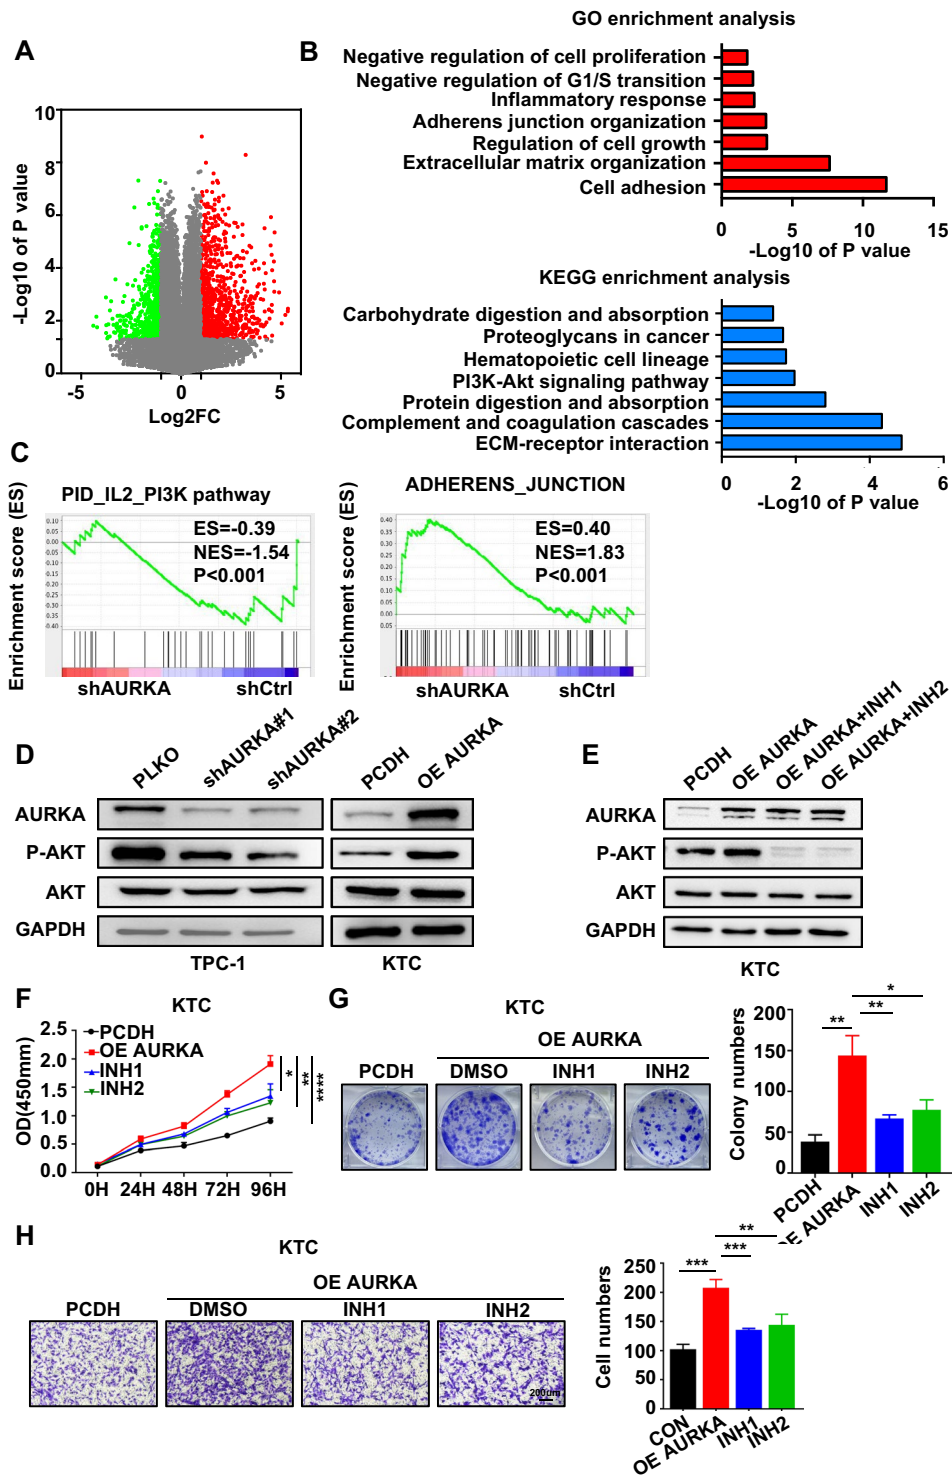 A
-Log10 of P value
10
8
6
4
2
0
-5
0
5
Log2FC
B
GO enrichment analysis
Negative regulation of cell proliferation
Negative regulation of G1/S transition
Inflammatory response
Adherens junction organization
Regulation of cell growth
Extracellular matrix organization
Cell adhesion
0 5 10 15
-Log10 of P value
KEGG enrichment analysis
Carbohydrate digestion and absorption
Proteoglycans in cancer
Hematopoietic cell lineage
PI3K-Akt signaling pathway
Protein digestion and absorption
Complement and coagulation cascades
ECM-receptor interaction
0 2 4 6
-Log10 of P value
C
PID_IL2_PI3K pathway
Enrichment score (ES)
ES=-0.39
NES=-1.54
P<0.001
shAURKA shCtrl
ADHERENS_JUNCTION
Enrichment score (ES)
ES=0.40
NES=1.83
P<0.001
shAURKA shCtrl
D
PLKO shAURKA#1 shAURKA#2 PCDH OE AURKA
AURKA
P-AKT
AKT
GAPDH
TPC-1 KTC
E
PCDH OE AURKA OE AURKA+INH1 OE AURKA+INH2
AURKA
P-AKT
AKT
GAPDH
KTC
F
KTC
OD(450mm)
2.5
2.0
1.5
1.0
0.5
0.0
PCDH
OE AURKA
INH1
INH2
* ** ****
0H 24H 48H 72H 96H
G
KTC
OE AURKA
PCDH DMSO INH1 INH2
Colony numbers
200
150
100
50
0
*
** **
PCDH OE AURKA INH1 INH2
H
KTC
OE AURKA
PCDH DMSO INH1 INH2
200um
Cell numbers
250
200
150
100
50
0
**
*** ***
CON OE AURKA INH1 INH2